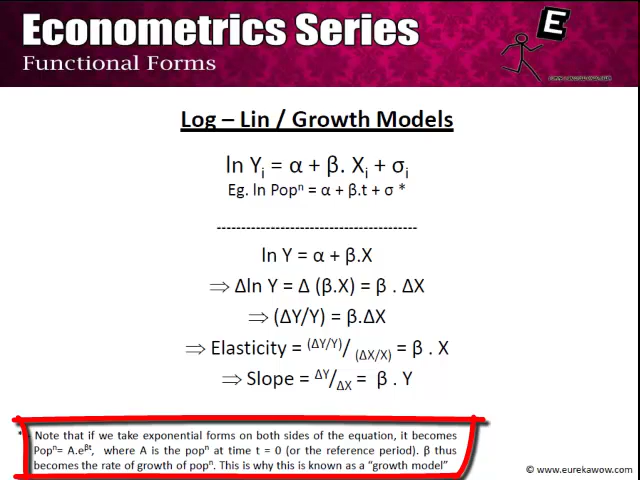 Econometrics Series
Functional Forms
E
Log – Lin / Growth Models
ln Yᵢ = α + β. Xᵢ + σᵢ
Eg. ln Popⁿ = α + β.t + σ *
-----------------------------------------
ln Y = α + β.X
⇒ Δln Y = Δ (β.X) = β . ΔX
⇒ (ΔY/Y) = β.ΔX
⇒ Elasticity = (ΔY/Y)/ (ΔX/X) = β . X
⇒ Slope = ΔY/ΔX = β . Y
* - Note that if we take exponential forms on both sides of the equation, it becomes
Popⁿ= A.e^βt, where A is the popⁿ at time t = 0 (or the reference period). β thus
becomes the rate of growth of popⁿ. This is why this is known as a “growth model”
© www.eurekawow.com